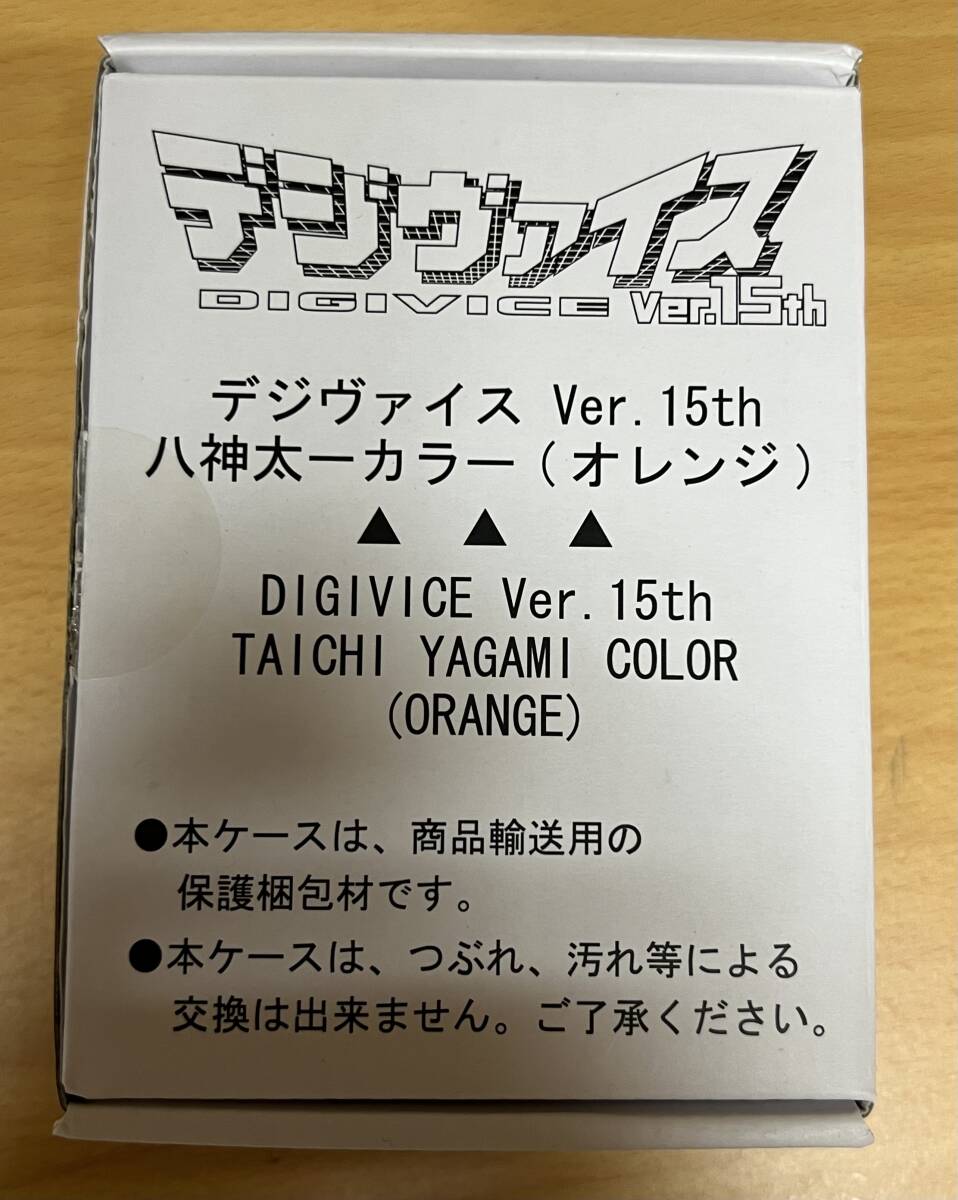 デジヴァイス
DIGIVICE Ver.15th
デジヴァイス Ver.15th
八神太一カラー(オレンジ)
▲ ▲ ▲
DIGIVICE Ver.15th
TAICHI YAGAMI COLOR
(ORANGE)
●本ケースは、商品輸送用の
保護梱包材です。
●本ケースは、つぶれ、汚れ等による
交換は出来ません。ご了承ください。